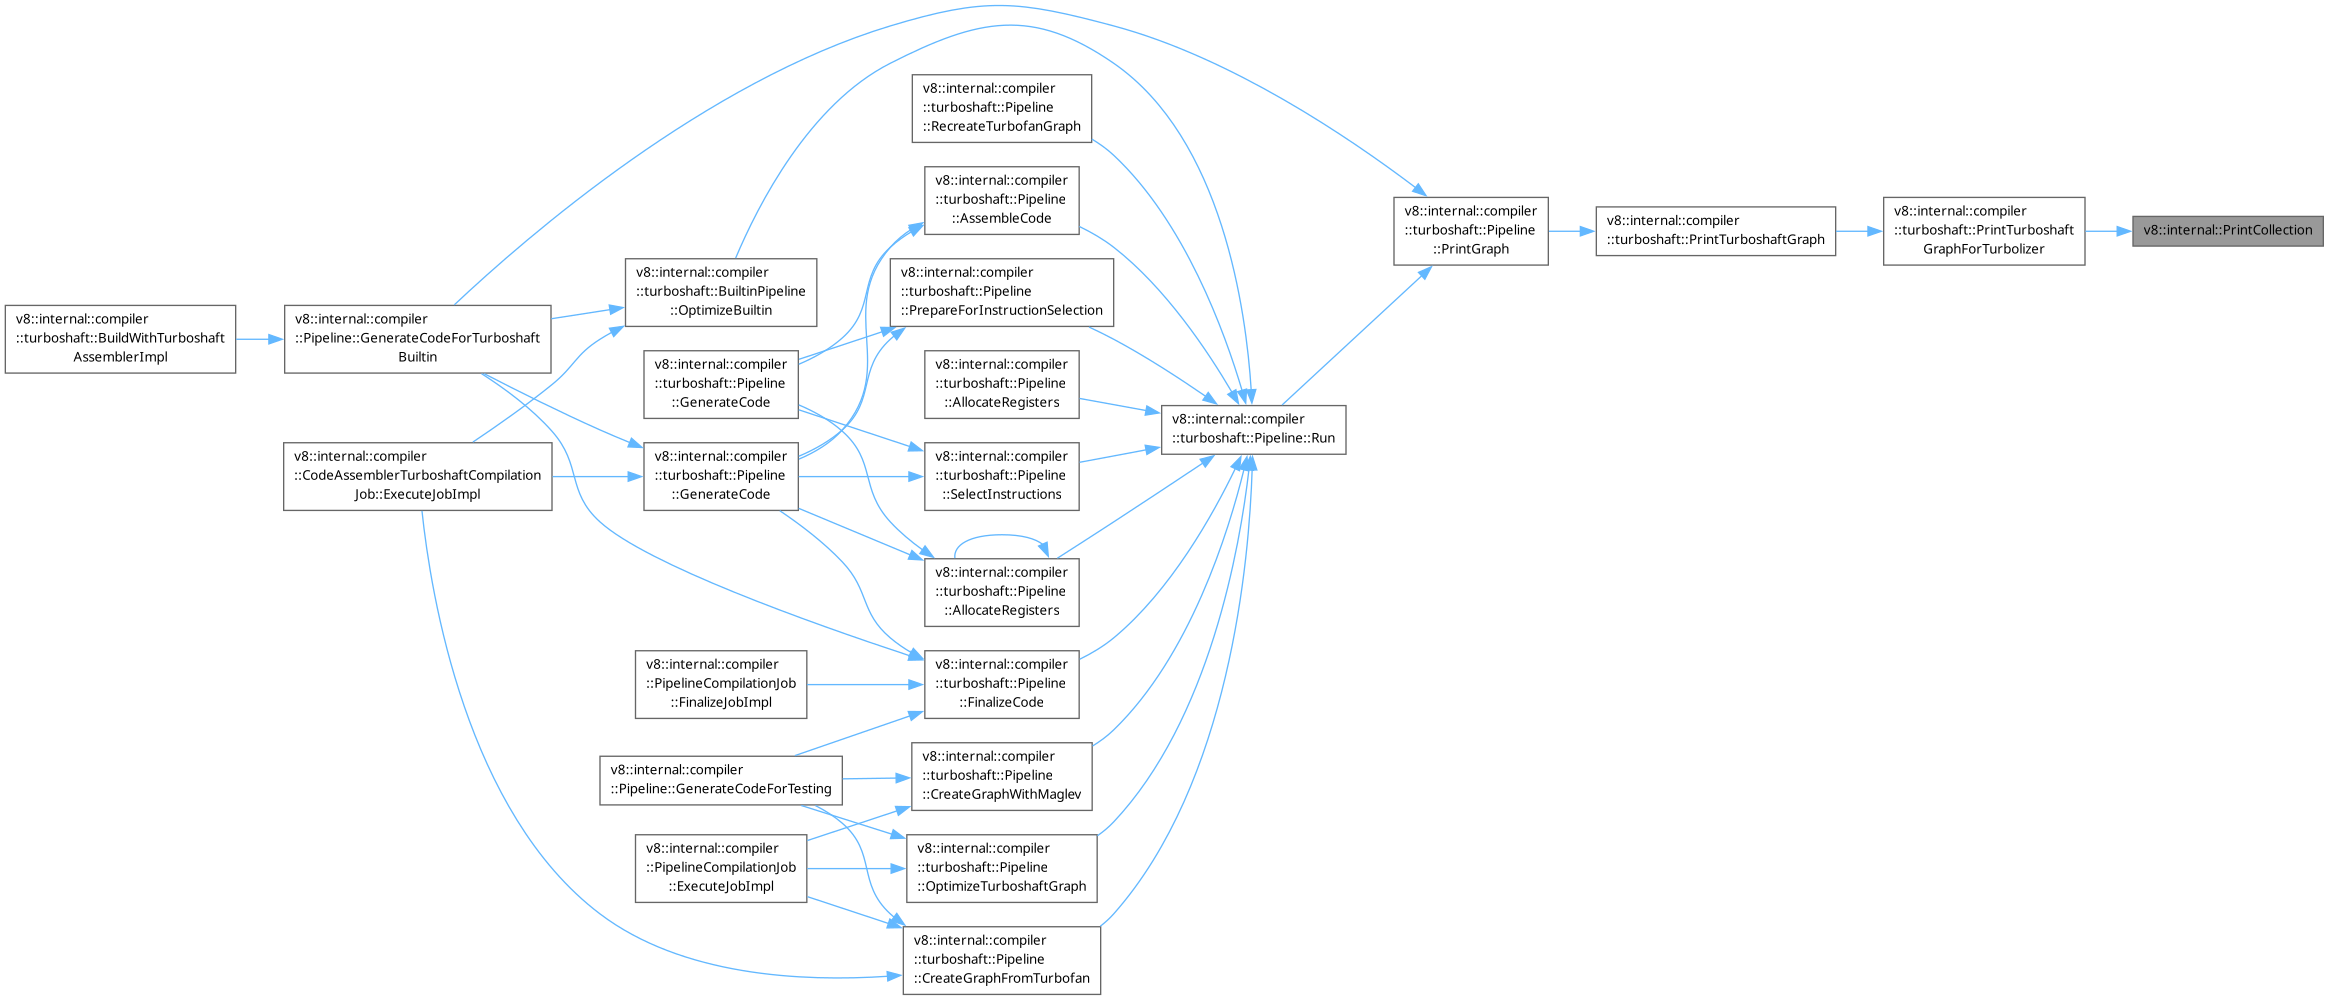 v8::internal::compiler
::turboshaft::BuildWithTurboshaft
AssemblerImpl
v8::internal::compiler
::Pipeline::GenerateCodeForTurboshaft
Builtin
v8::internal::compiler
::CodeAssemblerTurboshaftCompilation
Job::ExecuteJobImpl
v8::internal::compiler
::turboshaft::BuiltinPipeline
::OptimizeBuiltin
v8::internal::compiler
::turboshaft::Pipeline
::GenerateCode
v8::internal::compiler
::turboshaft::Pipeline
::GenerateCode
v8::internal::compiler
::PipelineCompilationJob
::FinalizeJobImpl
v8::internal::compiler
::Pipeline::GenerateCodeForTesting
v8::internal::compiler
::PipelineCompilationJob
::ExecuteJobImpl
v8::internal::compiler
::turboshaft::Pipeline
::RecreateTurbofanGraph
v8::internal::compiler
::turboshaft::Pipeline
::AssembleCode
v8::internal::compiler
::turboshaft::Pipeline
::PrepareForInstructionSelection
v8::internal::compiler
::turboshaft::Pipeline
::AllocateRegisters
v8::internal::compiler
::turboshaft::Pipeline
::SelectInstructions
v8::internal::compiler
::turboshaft::Pipeline
::AllocateRegisters
v8::internal::compiler
::turboshaft::Pipeline
::FinalizeCode
v8::internal::compiler
::turboshaft::Pipeline
::CreateGraphWithMaglev
v8::internal::compiler
::turboshaft::Pipeline
::OptimizeTurboshaftGraph
v8::internal::compiler
::turboshaft::Pipeline
::CreateGraphFromTurbofan
v8::internal::compiler
::turboshaft::Pipeline::Run
v8::internal::compiler
::turboshaft::Pipeline
::PrintGraph
v8::internal::compiler
::turboshaft::PrintTurboshaftGraph
v8::internal::compiler
::turboshaft::PrintTurboshaft
GraphForTurbolizer
v8::internal::PrintCollection